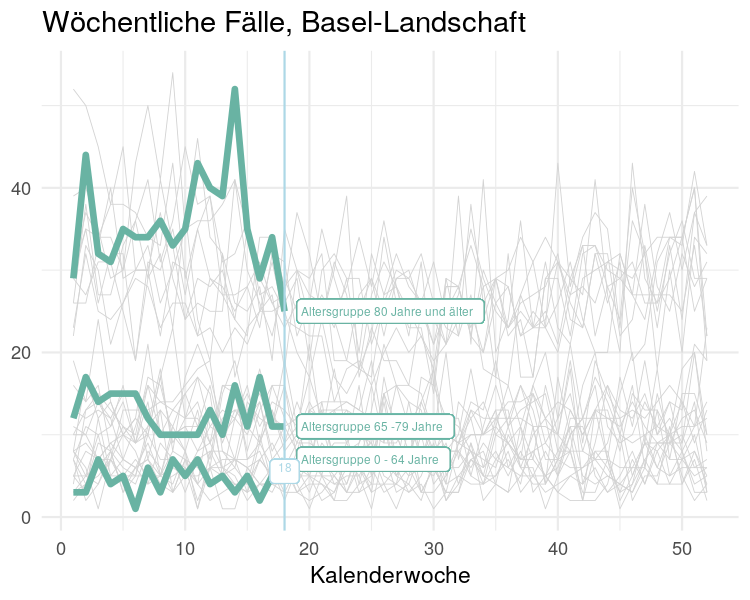 Wöchentliche Fälle, Basel-Landschaft
40
20
0
Altersgruppe 80 Jahre und älter
Altersgruppe 65 -79 Jahre
Altersgruppe 0 - 64 Jahre
18
0 10 20 30 40 50
Kalenderwoche